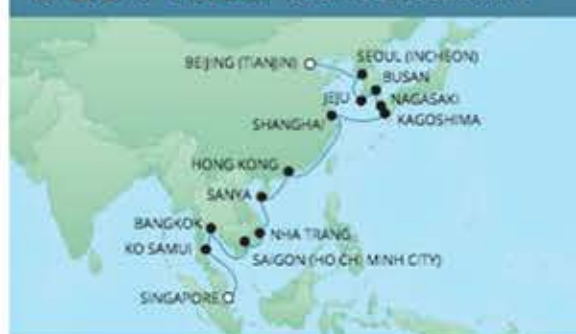 BEIJING (TIANJIN)
SEOUL (INCHEON)
BUSAN
JEJU
NAGASAKI
KAGOSHIMA
SHANGHAI
HONG KONG
SANYA
BANGKOK
NHA TRANG
KO SAMUI
SAIGON (HO CHI MINH CITY)
SINGAPORE